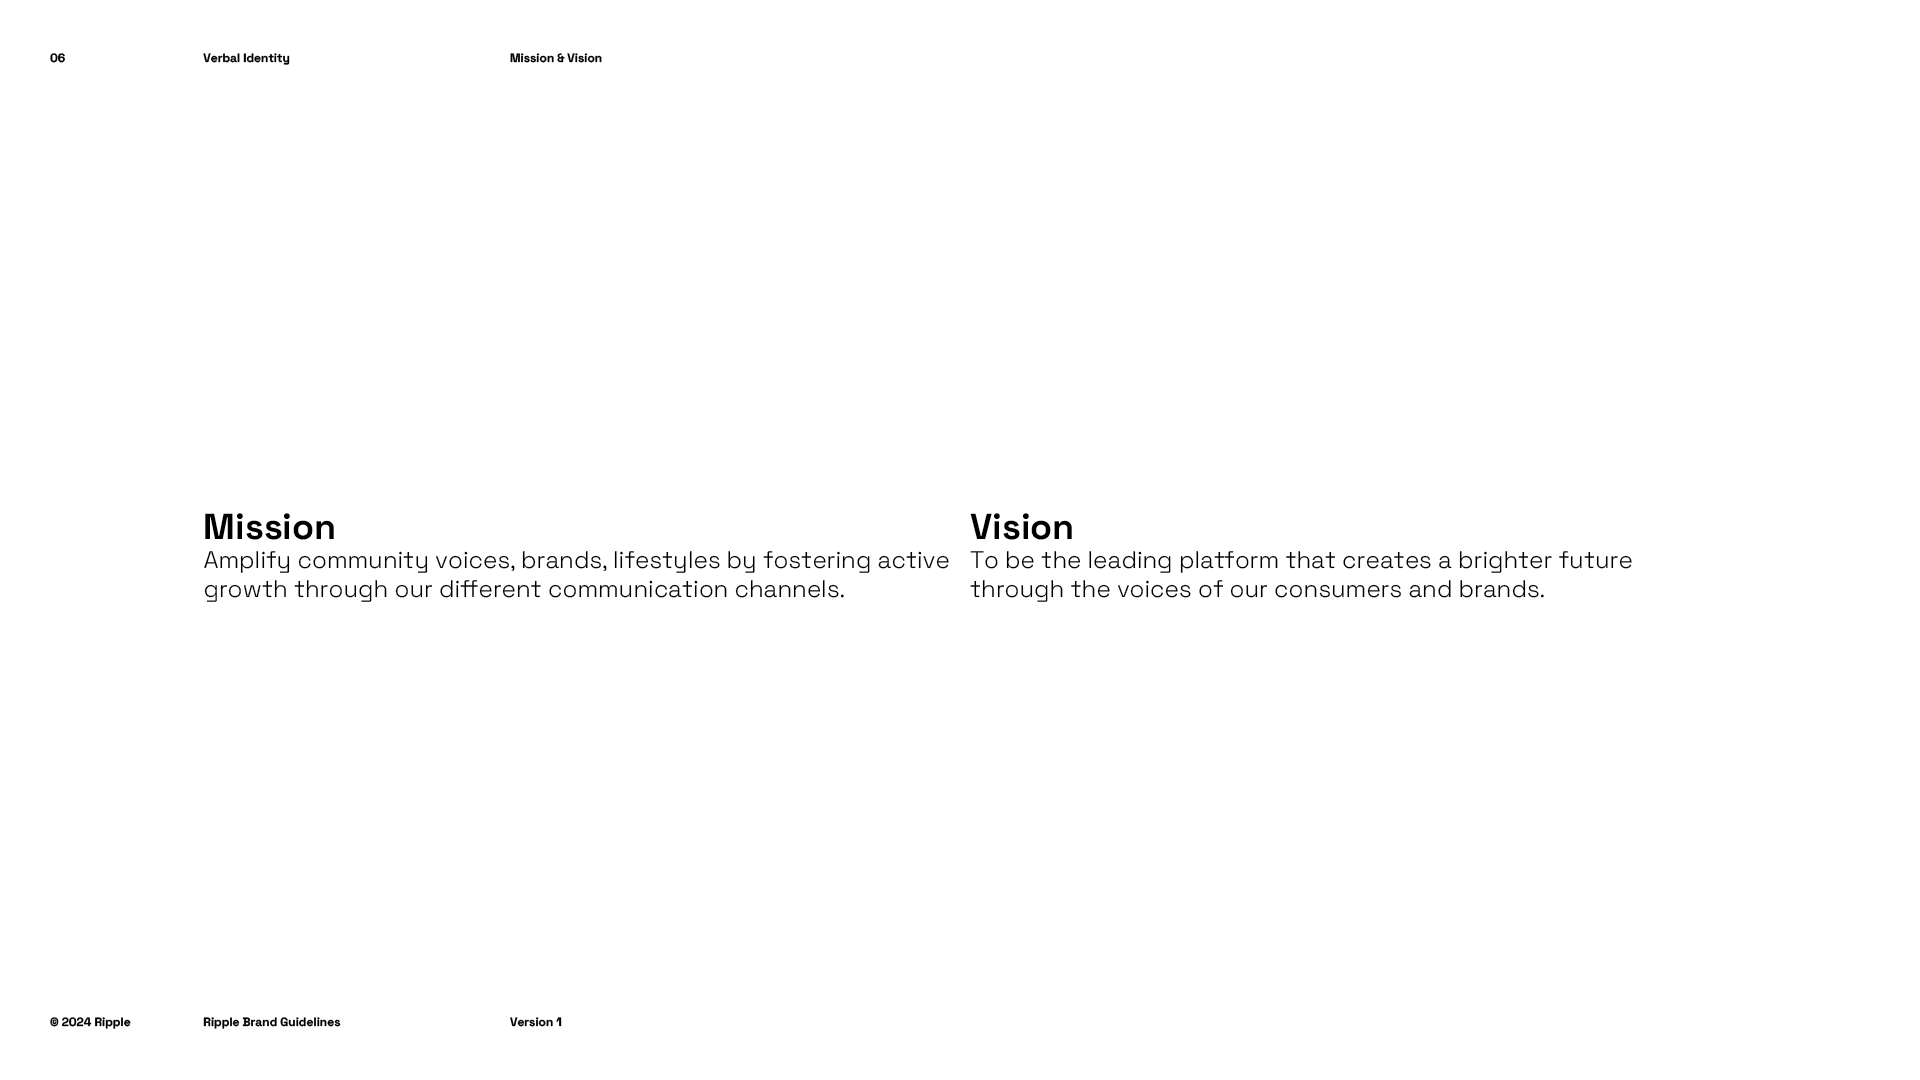 06
Verbal Identity
Mission & Vision
Mission
Amplify community voices, brands, lifestyles by fostering active
growth through our different communication channels.
Vision
To be the leading platform that creates a brighter future
through the voices of our consumers and brands.
© 2024 Ripple
Ripple Brand Guidelines
Version 1